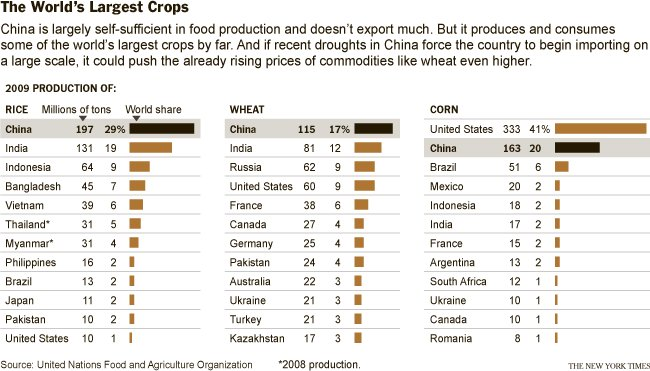 The World's Largest Crops
China is largely self-sufficient in food production and doesn't export much. But it produces and consumes
some of the world's largest crops by far. And if recent droughts in China force the country to begin importing on
a large scale, it could push the already rising prices of commodities like wheat even higher.
2009 PRODUCTION OF:
RICE Millions of tons World share
China 197 29%
India 131 19
Indonesia 64 9
Bangladesh 45 7
Vietnam 39 6
Thailand* 31 5
Myanmar* 31 4
Philippines 16 2
Brazil 13 2
Japan 11 2
Pakistan 10 2
United States 10 1
WHEAT
China 115 17%
India 81 12
Russia 62 9
United States 60 9
France 38 6
Canada 27 4
Germany 25 4
Pakistan 24 4
Australia 22 3
Ukraine 21 3
Turkey 21 3
Kazakhstan 17 3
CORN
United States 333 41%
China 163 20
Brazil 51 6
Mexico 20 2
Indonesia 18 2
India 17 2
France 15 2
Argentina 13 2
South Africa 12 1
Ukraine 10 1
Canada 10 1
Romania 8 1
Source: United Nations Food and Agriculture Organization *2008 production.
THE NEW YORK TIMES